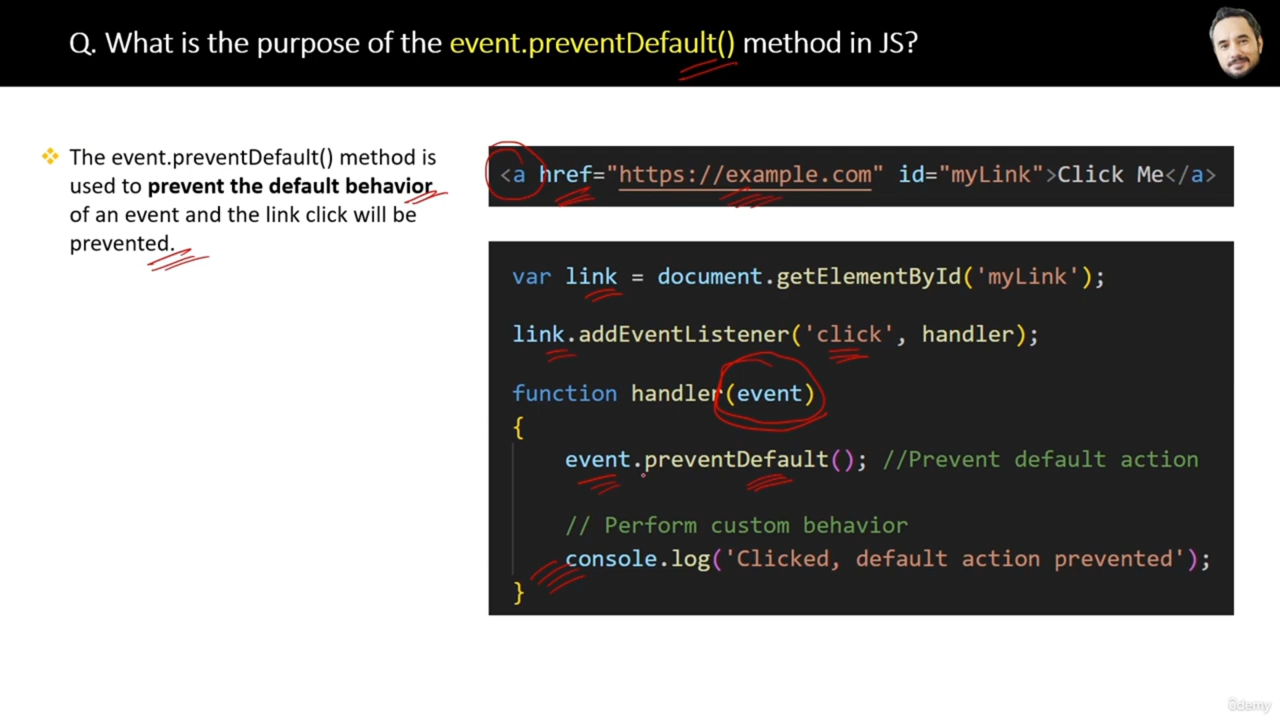 Q. What is the purpose of the event.preventDefault() method in JS?
The event.preventDefault() method is
used to prevent the default behavior
of an event and the link click will be
prevented.
<a href="https://example.com" id="myLink">Click Me</a>
var link = document.getElementById('myLink');
link.addEventListener('click', handler);
function handler(event)
{
event.preventDefault(); //Prevent default action
// Perform custom behavior
console.log('Clicked, default action prevented');
}
ûdemy